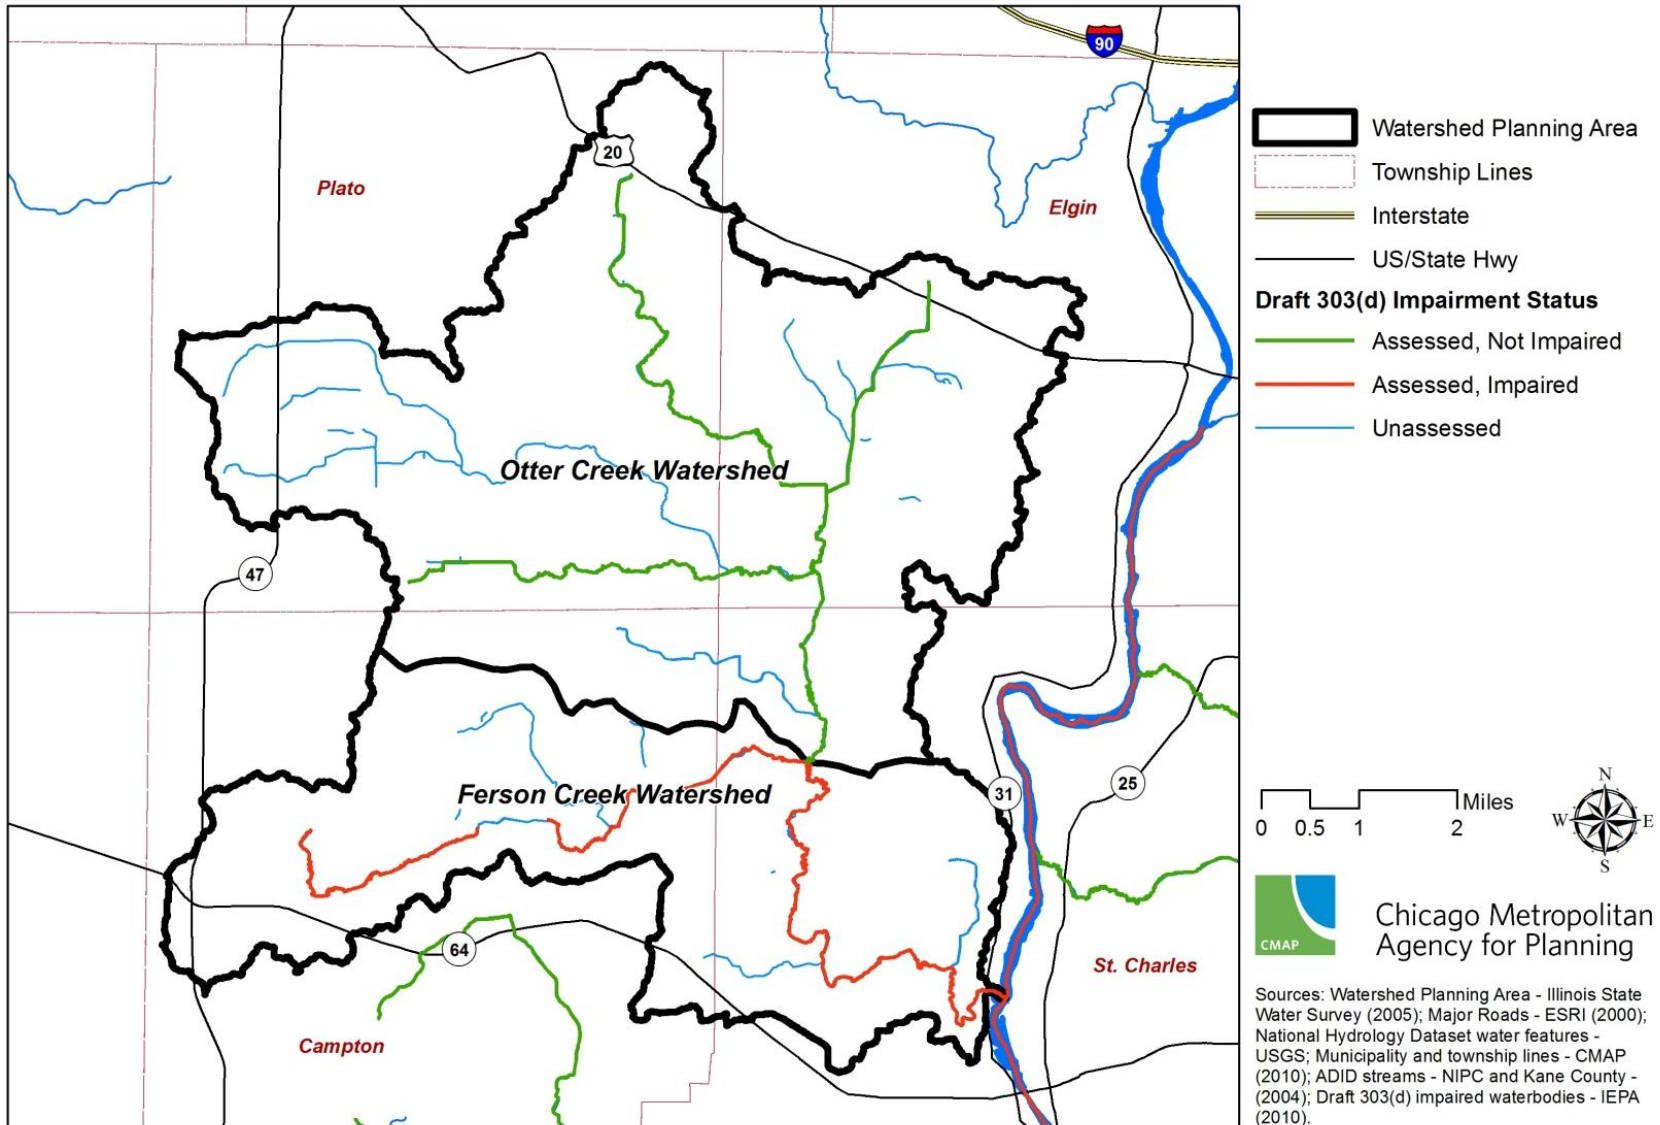 90
20
Plato
Elgin
Otter Creek Watershed
47
Ferson Creek Watershed
31
25
64
St. Charles
Campton
Watershed Planning Area
Township Lines
Interstate
US/State Hwy
Draft 303(d) Impairment Status
Assessed, Not Impaired
Assessed, Impaired
Unassessed
Miles
0 0.5 1 2
N
W E
S
CMAP
Chicago Metropolitan
Agency for Planning
Sources: Watershed Planning Area - Illinois State
Water Survey (2005); Major Roads - ESRI (2000);
National Hydrology Dataset water features -
USGS; Municipality and township lines - CMAP
(2010); ADID streams - NIPC and Kane County -
(2004); Draft 303(d) impaired waterbodies - IEPA
(2010).